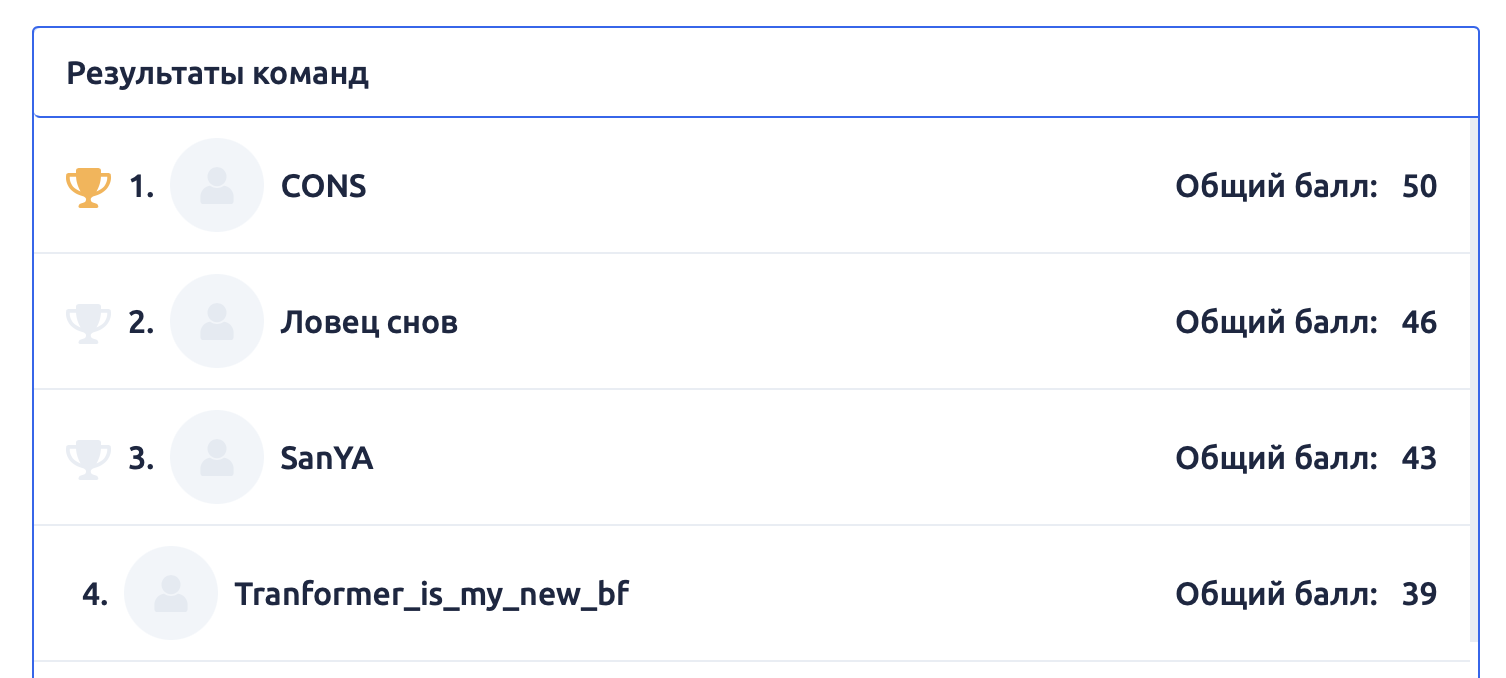 Результаты команд
1. CONS Общий балл: 50
2. Ловец снов Общий балл: 46
3. SanYA Общий балл: 43
4. Tranformer_is_my_new_bf Общий балл: 39